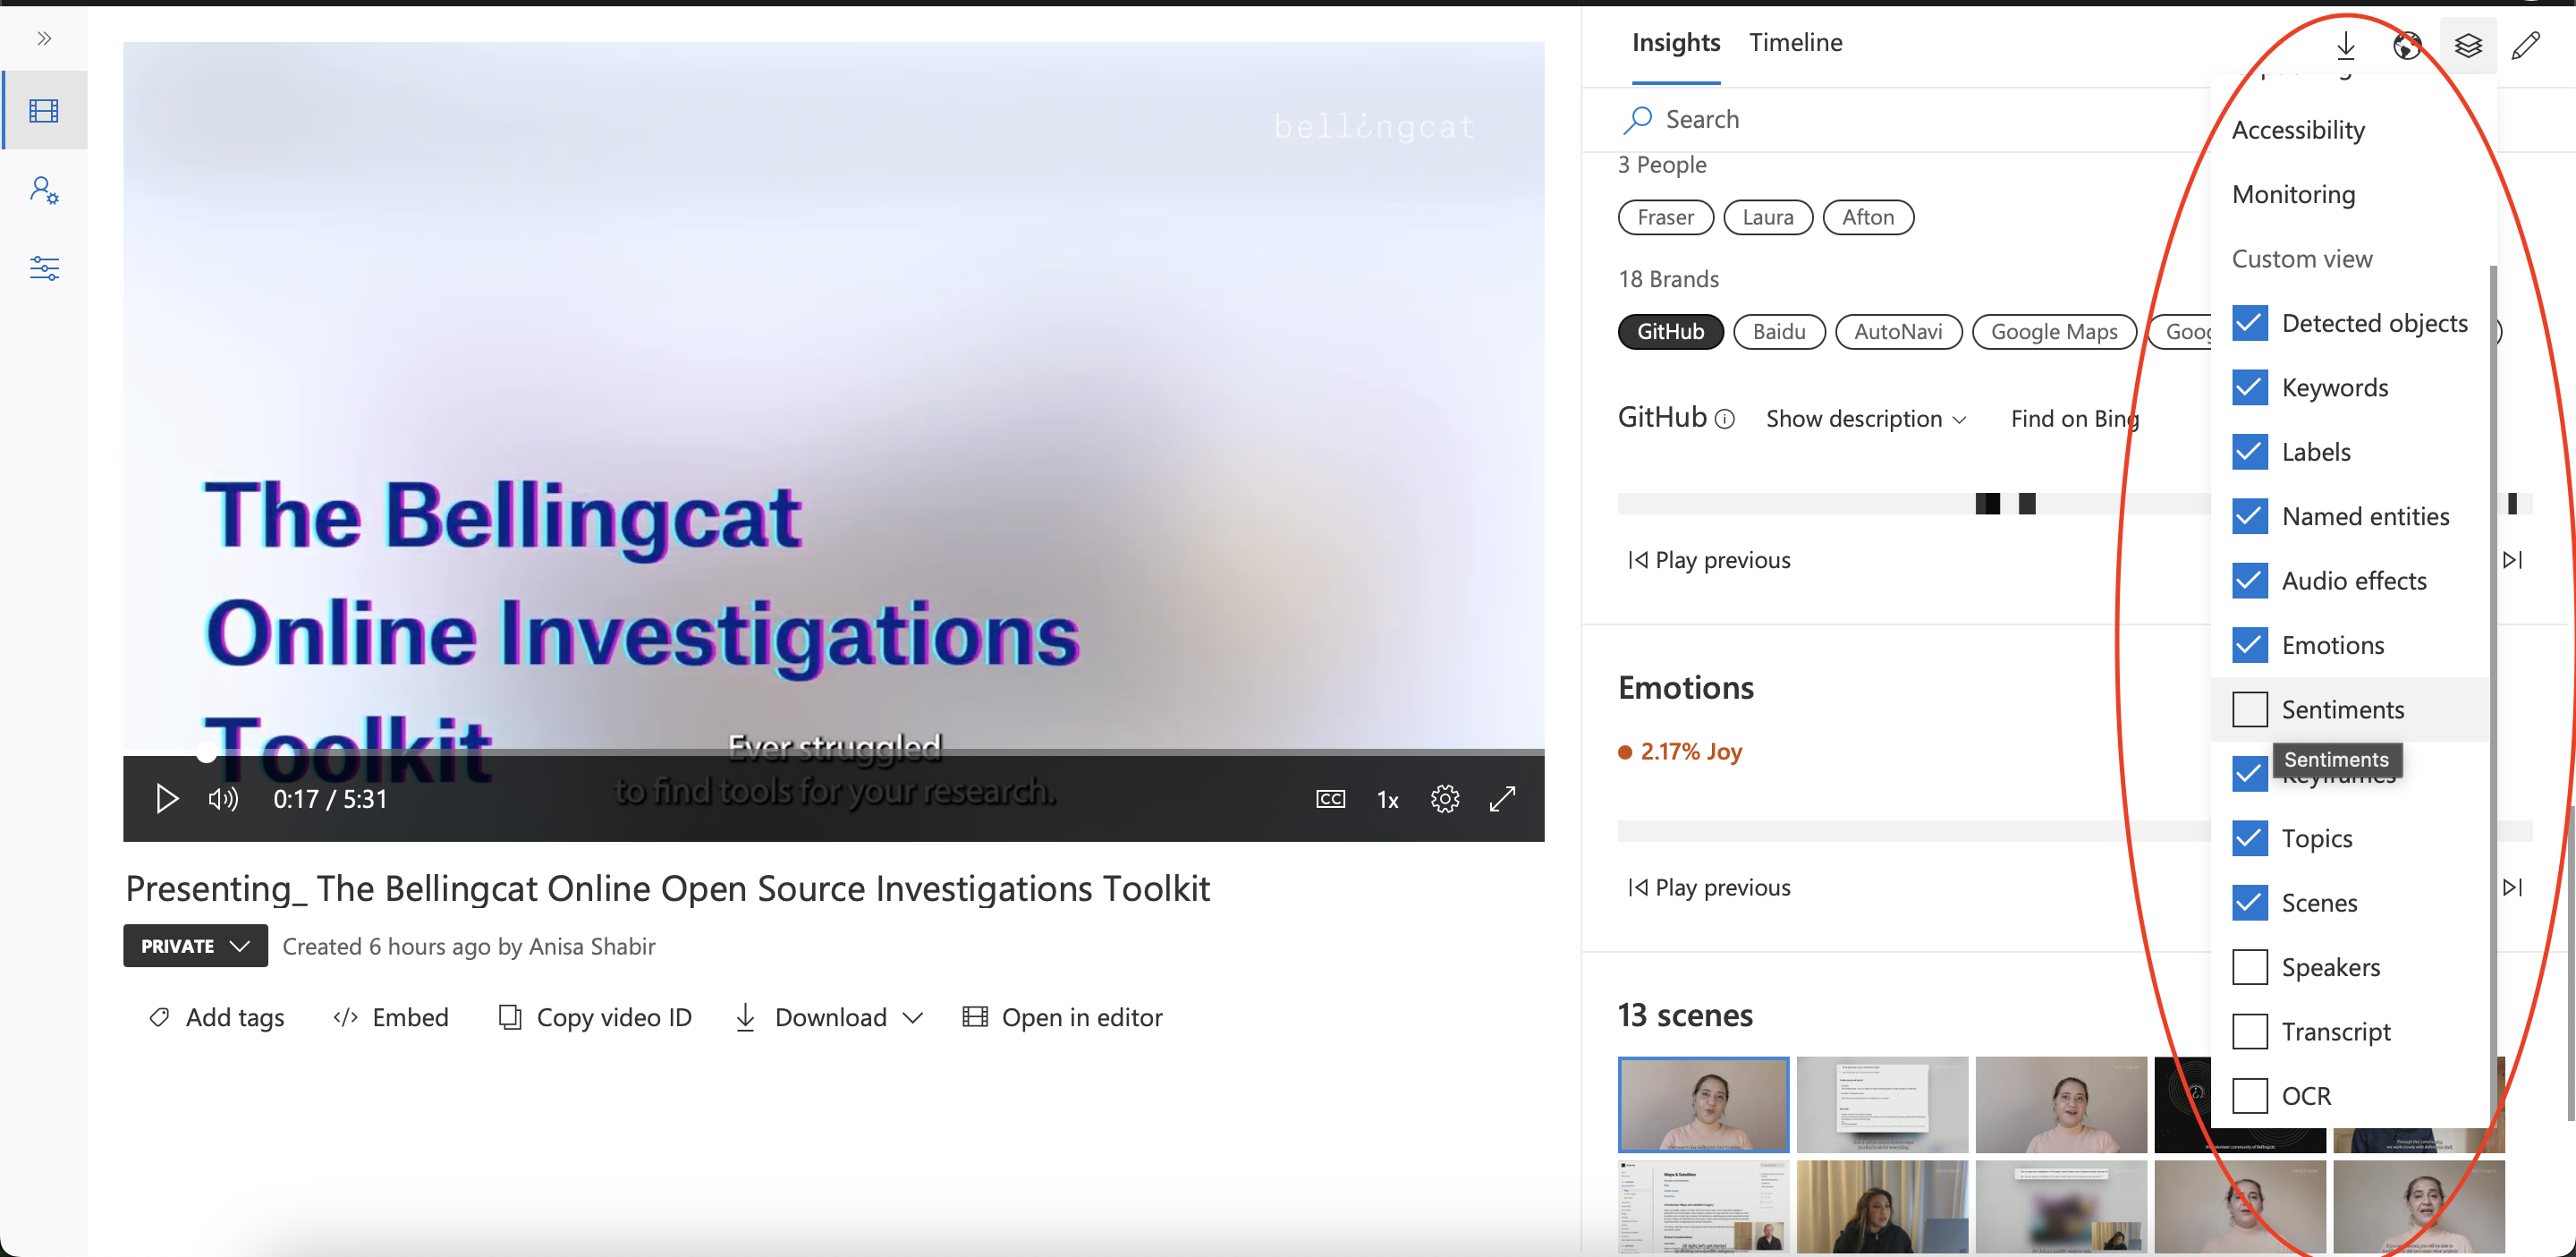 Insights Timeline
Search
bellingcat
The Bellingcat
Online Investigations
Toolkit
Ever struggled
to find tools for your research.
0:17 / 5:31
CC
1x
Presenting_ The Bellingcat Online Open Source Investigations Toolkit
PRIVATE
Created 6 hours ago by Anisa Shabir
Add tags
Embed
Copy video ID
Download
Open in editor
3 People
Fraser
Laura
Afton
18 Brands
GitHub
Baidu
AutoNavi
Google Maps
GitHub
Show description
Find on Bing
Play previous
Emotions
2.17% Joy
Play previous
13 scenes
Maps & Satellites
Accessibility
Monitoring
Custom view
Detected objects
Keywords
Labels
Named entities
Audio effects
Emotions
Sentiments
Sentiments
Keyframes
Topics
Scenes
Speakers
Transcript
OCR